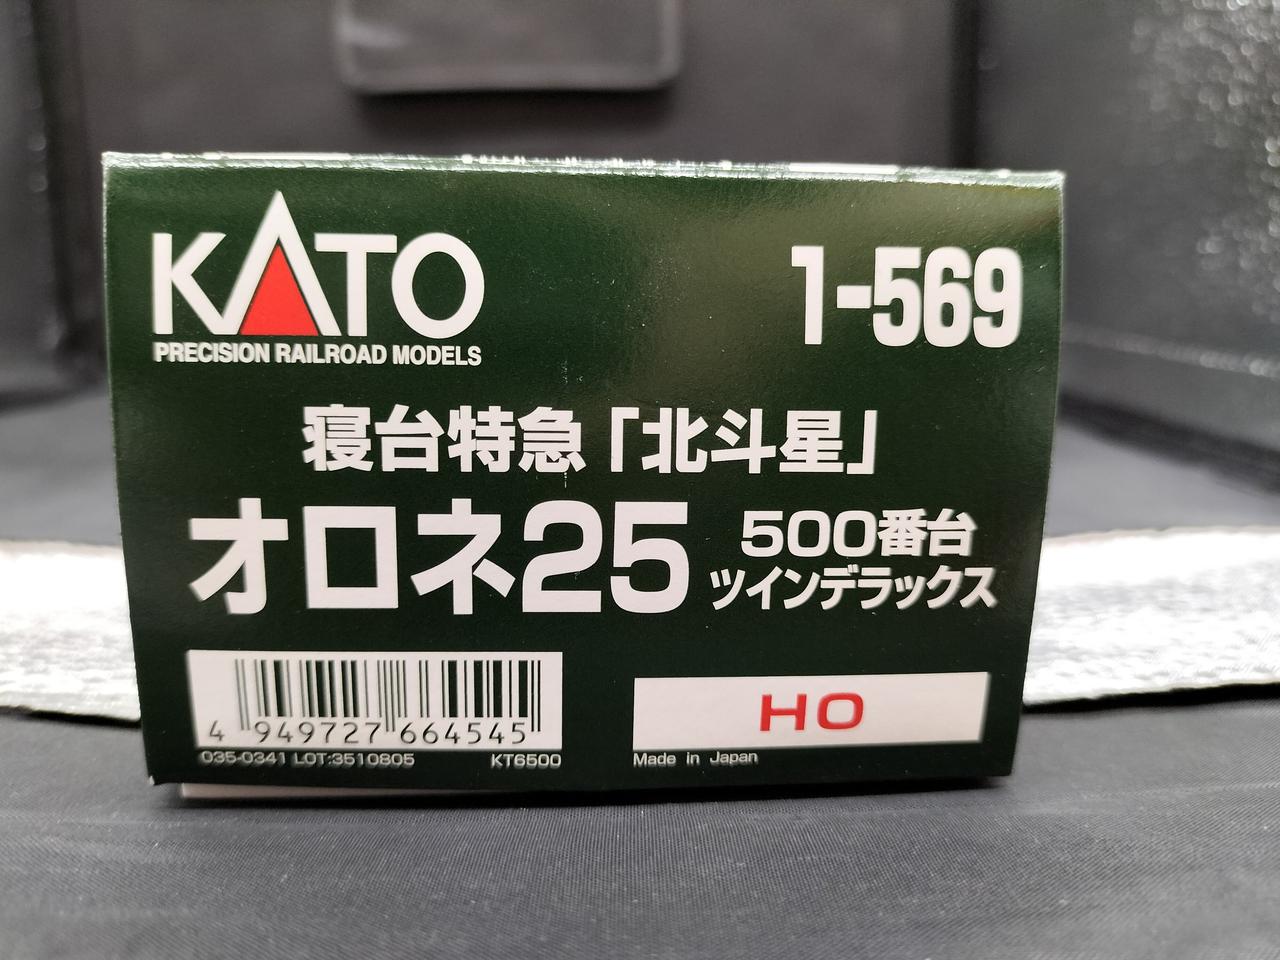 KATO
PRECISION RAILROAD MODELS
1-569
寝台特急「北斗星」
オロネ25
500番台
ツインデラックス
4 949727 664545
035-0341 LOT:3510805 KT6500
HO
Made in Japan